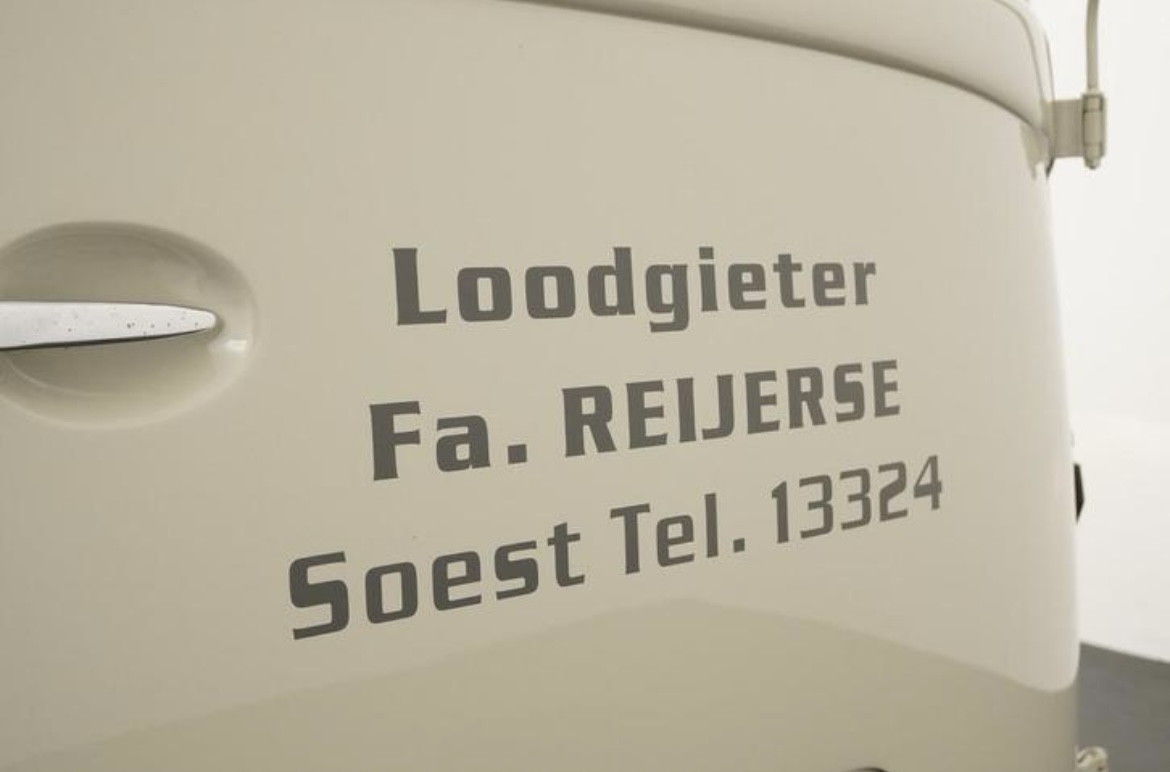 Loodgieter
Fa. REIJERSE
Soest Tel. 13324